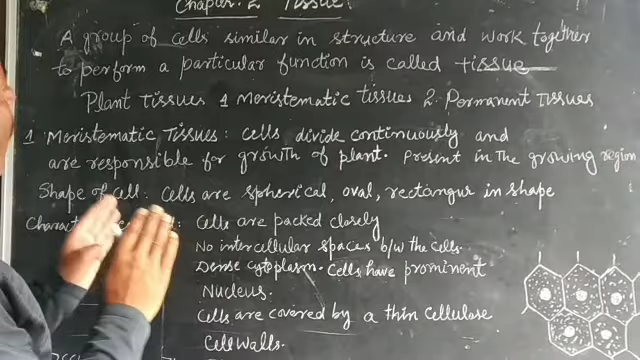 Chapter. 2 Tissue.
A group of cells similar in structure and work together
to perform a particular function is called tissue
Plant Tissues 1 Meristematic tissues 2. Permanent Tissues
1 Meristematic Tissues: Cells divide continuously and
are responsible for growth of plant. Present in the growing region
Shape of cell: Cells are spherical, oval, rectangur in shape
Cells are packed closely
No intercellular spaces b/w the cells.
Dense cytoplasm. Cells have prominent
Nucleus.
Cells are covered by a thin Cellulose
Cell walls.